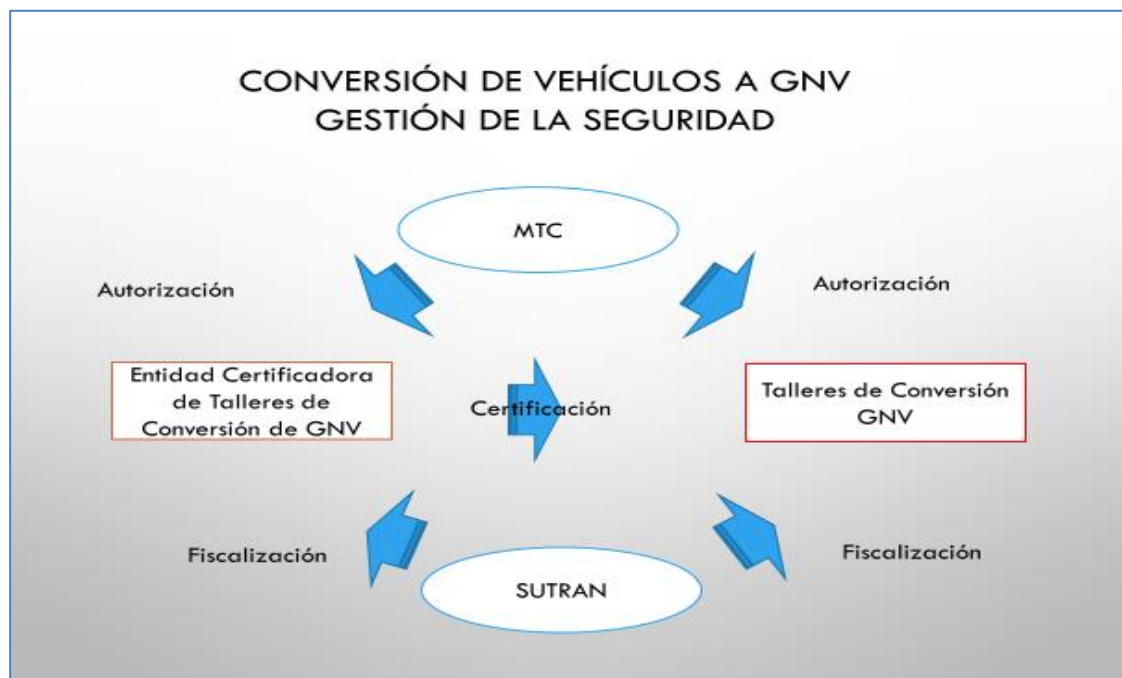 CONVERSIÓN DE VEHÍCULOS A GNV
GESTIÓN DE LA SEGURIDAD
MTC
Autorización
Autorización
Entidad Certificadora
de Talleres de
Conversión de GNV
Certificación
Talleres de Conversión
GNV
Fiscalización
Fiscalización
SUTRAN